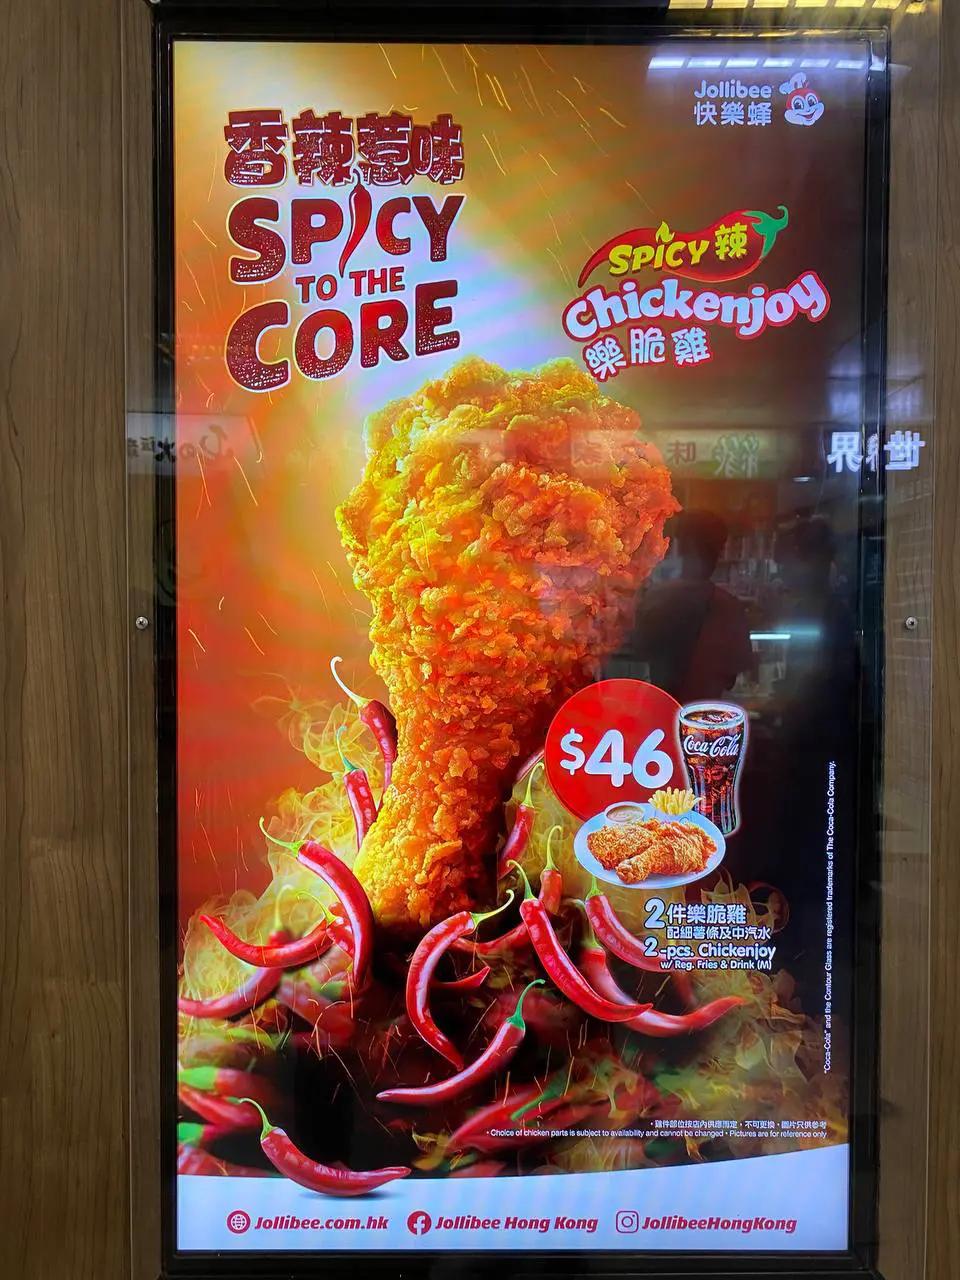 Jollibee
快樂蜂
香辣惹味
SPICY
TO THE
CORE
SPICY 辣
Chickenjoy
樂脆雞
$46
Coca-Cola
2件樂脆雞
配細薯條及中汽水
2-pcs. Chickenjoy
w/ Reg. Fries & Drink (M)
"Coca-Cola" and the Contour Glass are registered trademarks of The Coca-Cola Company.
• 雞件部位按店內供應而定，不可更換 • 圖片只供參考
• Choice of chicken parts is subject to availability and cannot be changed • Pictures are for reference only
Jollibee.com.hk
Jollibee Hong Kong
JollibeeHongKong